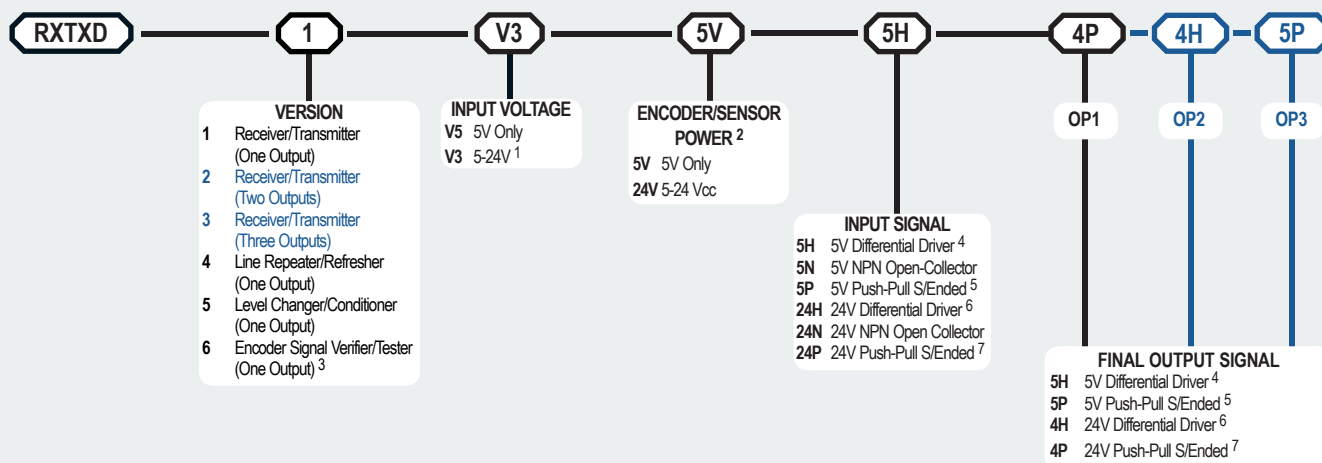 RXTXD 1 V3 5V 5H 4P 4H 5P
VERSION
1 Receiver/Transmitter
(One Output)
2 Receiver/Transmitter
(Two Outputs)
3 Receiver/Transmitter
(Three Outputs)
4 Line Repeater/Refresher
(One Output)
5 Level Changer/Conditioner
(One Output)
6 Encoder Signal Verifier/Tester
(One Output) 3
INPUT VOLTAGE
V5 5V Only
V3 5-24V 1
ENCODER/SENSOR
POWER 2
5V 5V Only
24V 5-24 Vcc
INPUT SIGNAL
5H 5V Differential Driver 4
5N 5V NPN Open-Collector
5P 5V Push-Pull S/Ended 5
24H 24V Differential Driver 6
24N 24V NPN Open Collector
24P 24V Push-Pull S/Ended 7
OP1 OP2 OP3
FINAL OUTPUT SIGNAL
5H 5V Differential Driver 4
5P 5V Push-Pull S/Ended 5
4H 24V Differential Driver 6
4P 24V Push-Pull S/Ended 7